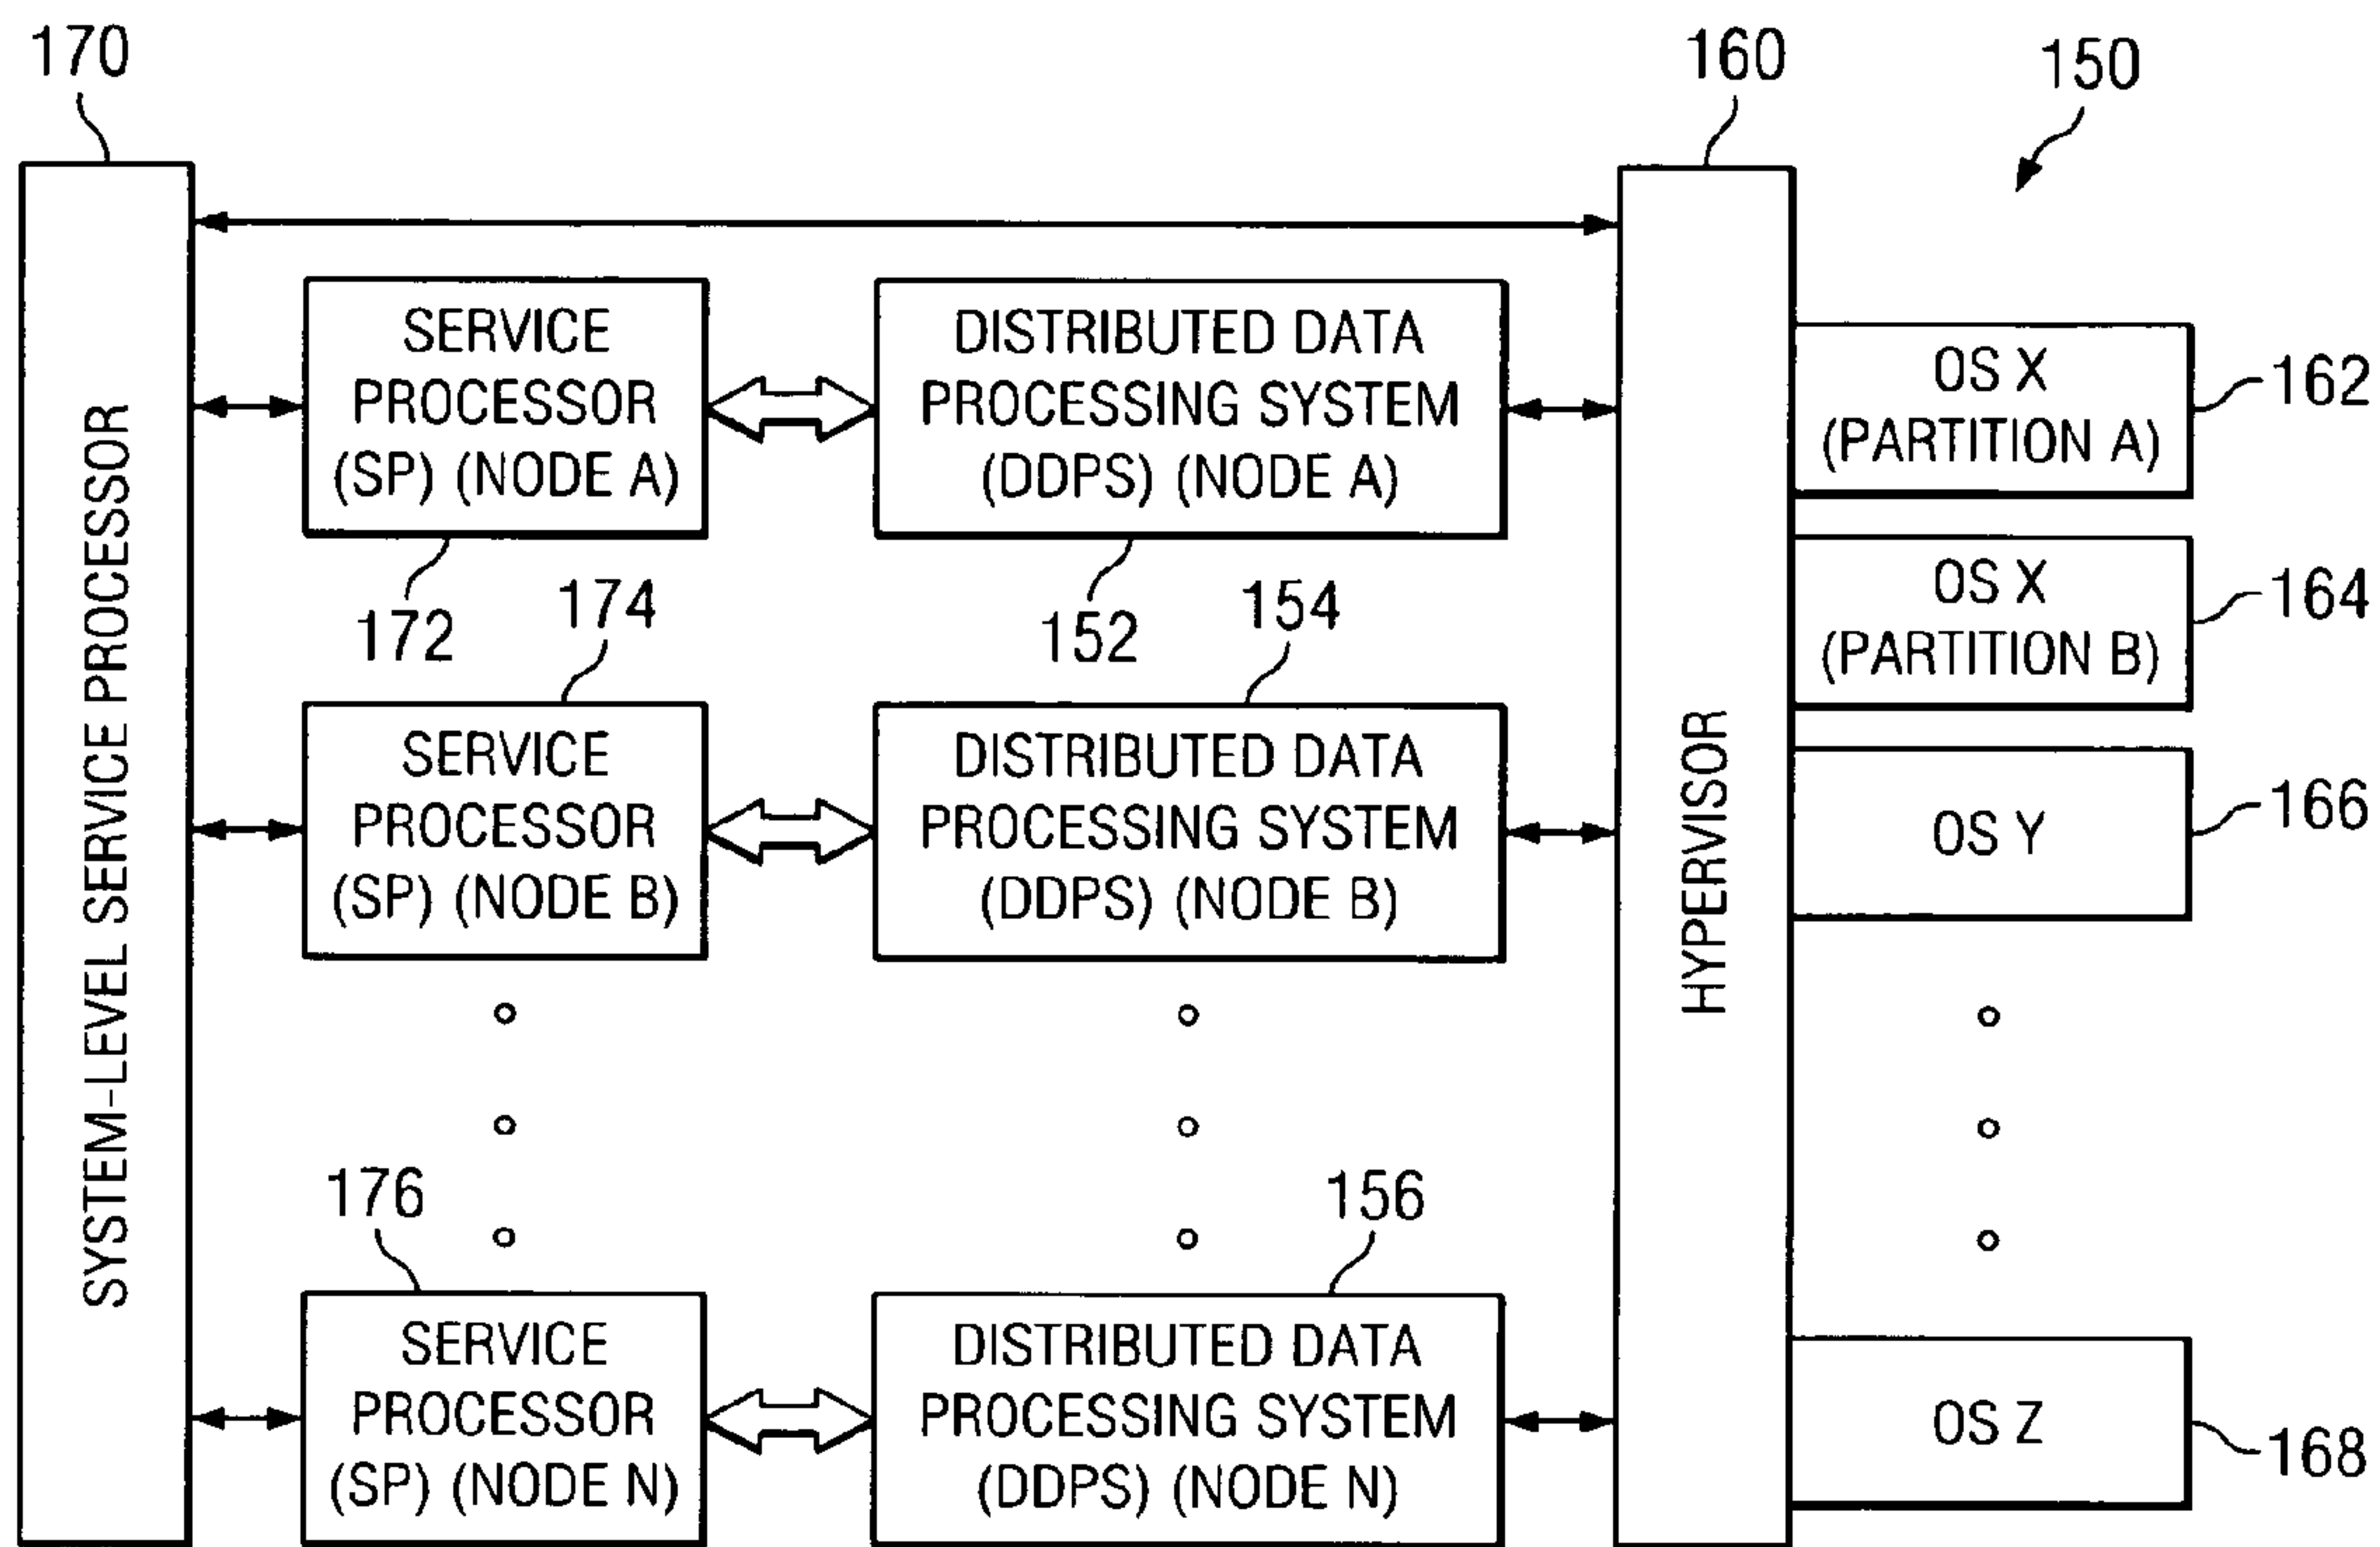 170
160
150
SYSTEM-LEVEL SERVICE PROCESSOR
SERVICE
PROCESSOR
(SP) (NODE A)
172
DISTRIBUTED DATA
PROCESSING SYSTEM
(DDPS) (NODE A)
152
HYPERVISOR
OS X
(PARTITION A)
162
OS X
(PARTITION B)
164
174
SERVICE
PROCESSOR
(SP) (NODE B)
154
DISTRIBUTED DATA
PROCESSING SYSTEM
(DDPS) (NODE B)
OS Y
166
176
SERVICE
PROCESSOR
(SP) (NODE N)
156
DISTRIBUTED DATA
PROCESSING SYSTEM
(DDPS) (NODE N)
OS Z
168